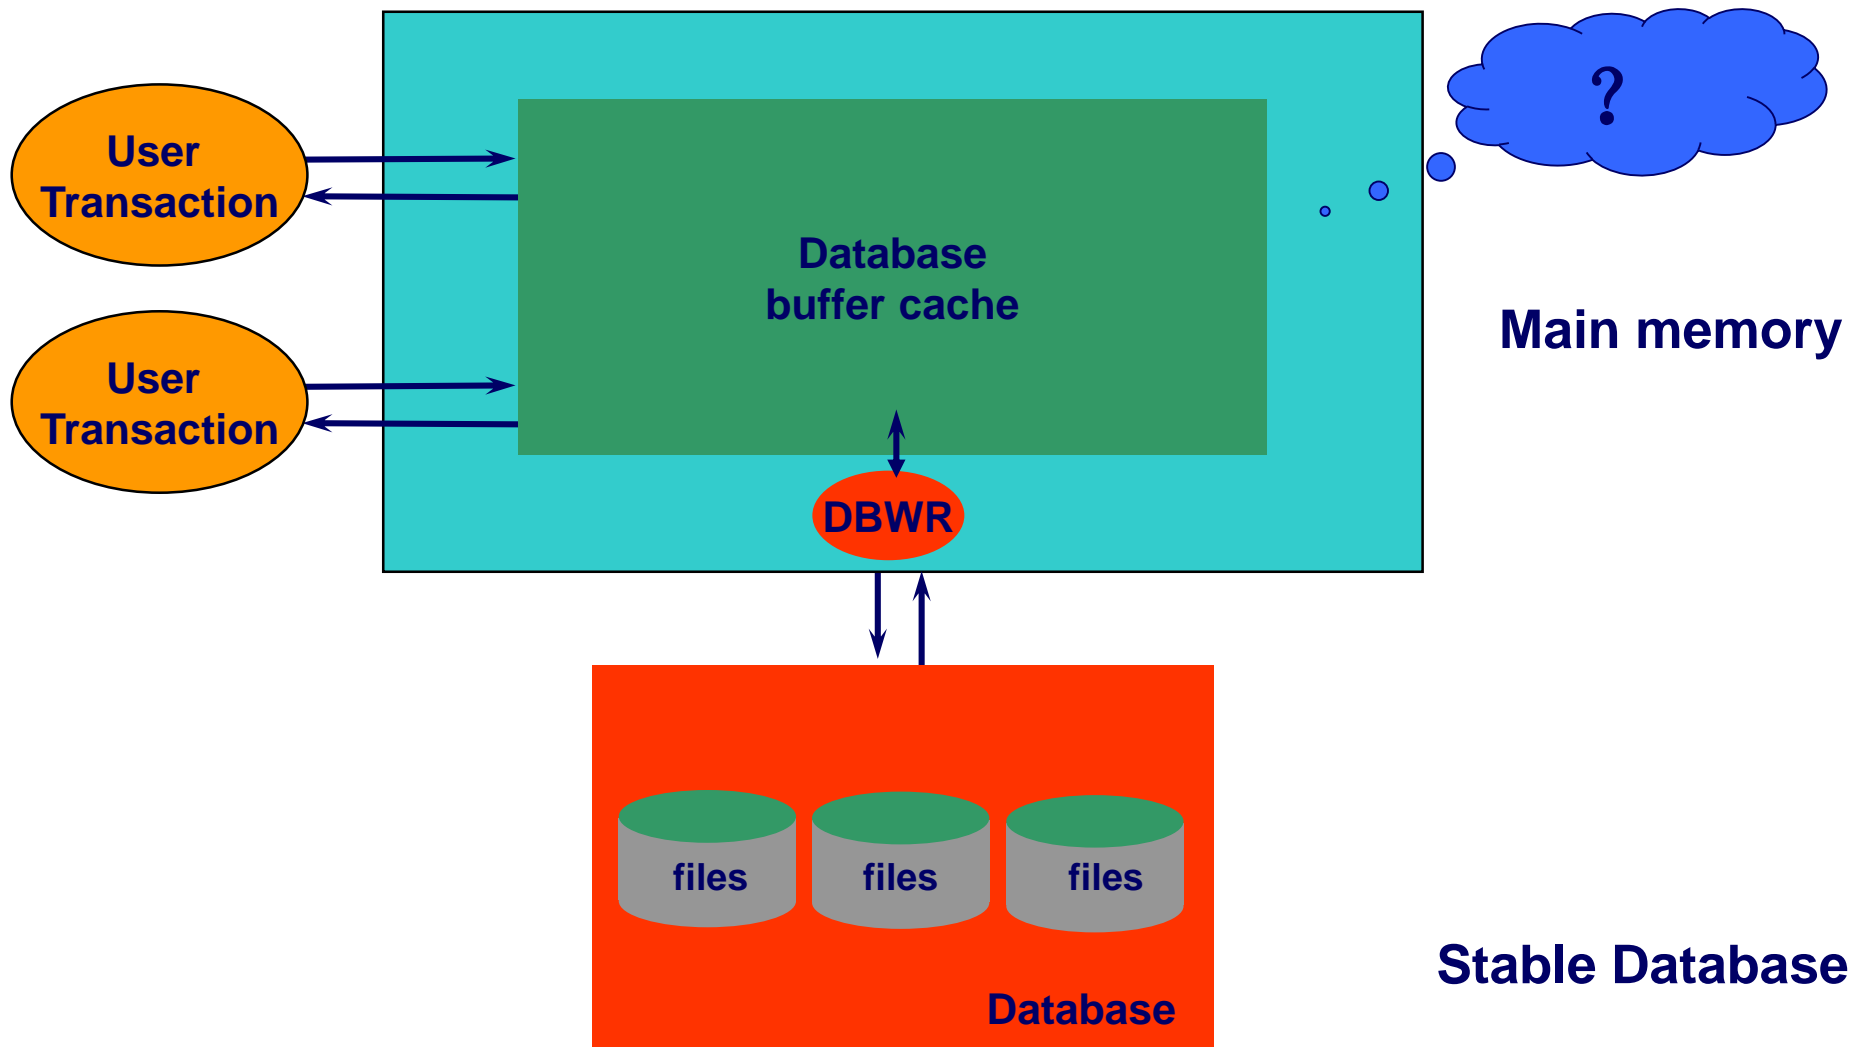 ?
User
Transaction
Database
buffer cache
Main memory
User
Transaction
DBWR
files
files
files
Stable Database
Database